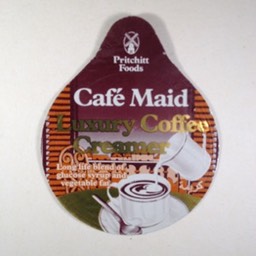 Pritchitt
Foods
Café Maid
Luxury Coffee
Creamer
Long life blend of
glucose syrup and
vegetable fat